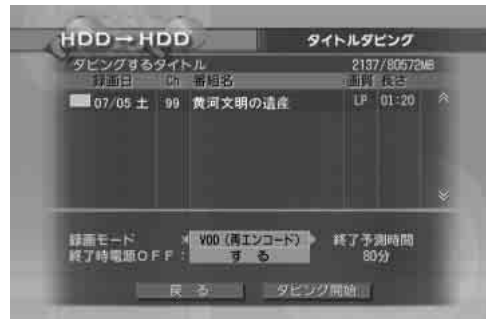 HDD→HDD タイトルダビング
ダビングするタイトル 2137/80572MB
録画日 Ch 番組名 画質 長さ
07/05 土 99 黄河文明の遺産 LP 01:20
録画モード : VOD (再エンコード) 終了予測時間
終了時電源OFF : する 80分
戻る ダビング開始